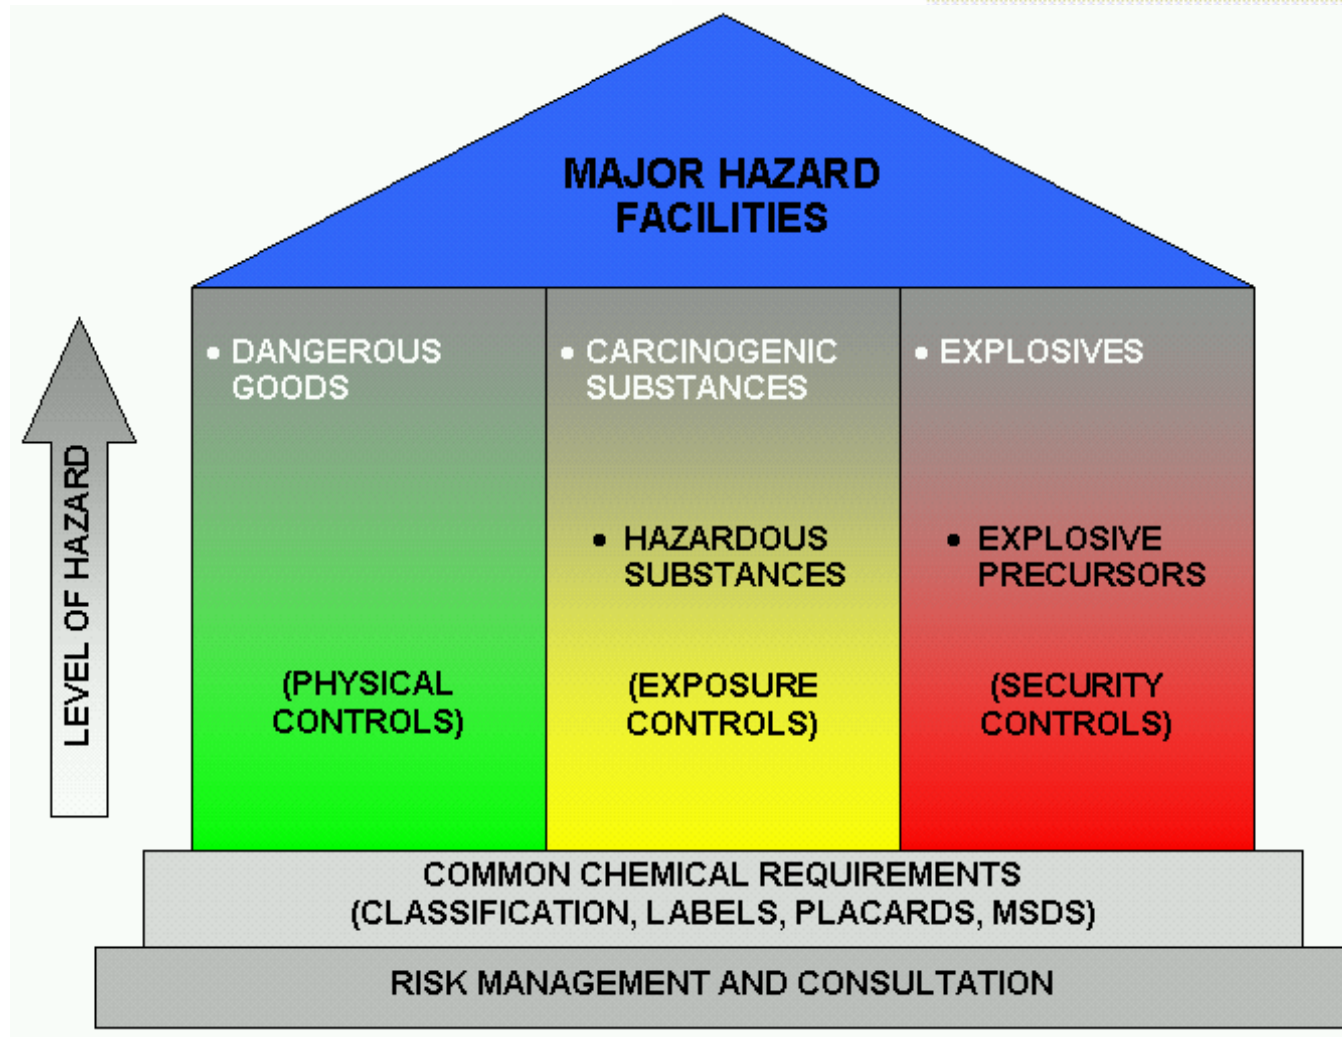 MAJOR HAZARD
FACILITIES
LEVEL OF HAZARD
• DANGEROUS
GOODS
(PHYSICAL
CONTROLS)
• CARCINOGENIC
SUBSTANCES
• HAZARDOUS
SUBSTANCES
(EXPOSURE
CONTROLS)
• EXPLOSIVES
• EXPLOSIVE
PRECURSORS
(SECURITY
CONTROLS)
COMMON CHEMICAL REQUIREMENTS
(CLASSIFICATION, LABELS, PLACARDS, MSDS)
RISK MANAGEMENT AND CONSULTATION